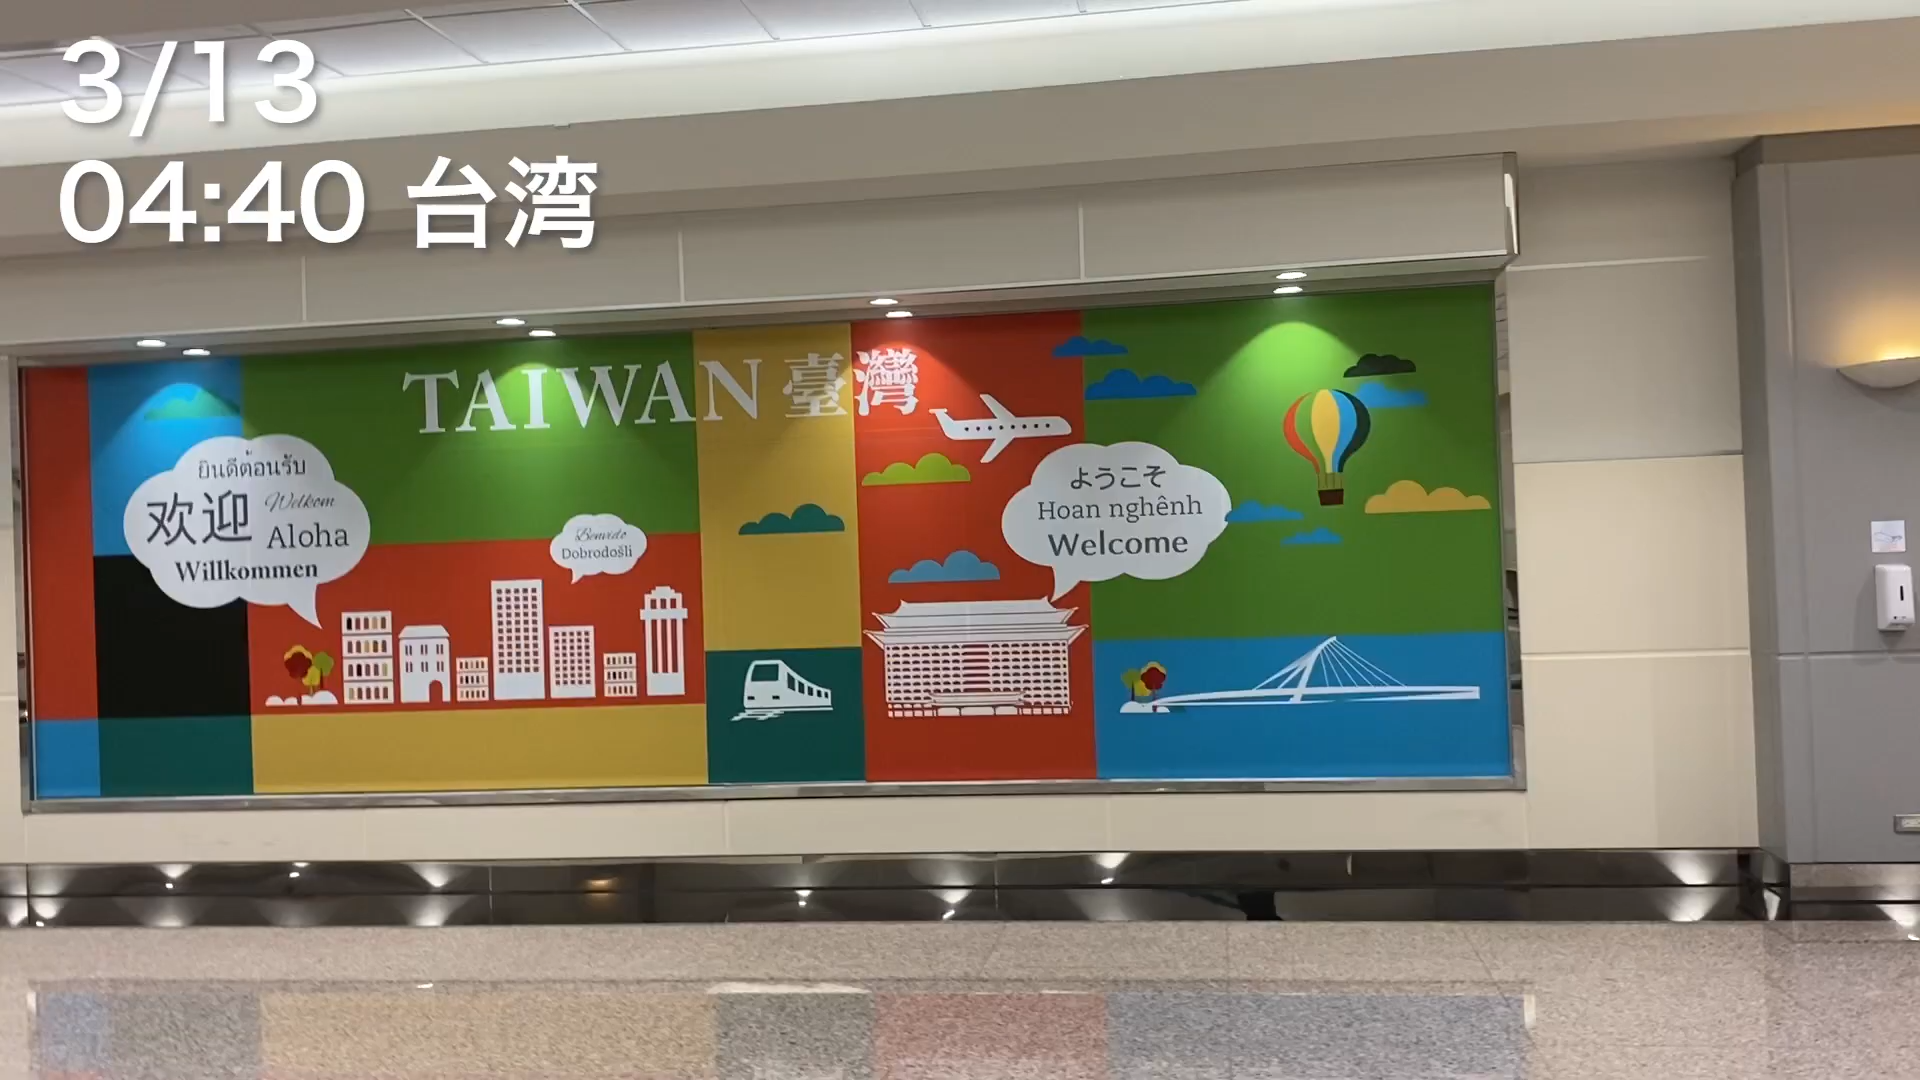 3/13
04:40 台湾
TAIWAN 臺灣
ยินดีต้อนรับ
欢迎 Welkom
Aloha
Willkommen
Benvido
Dobrodošli
ようこそ
Hoan nghênh
Welcome